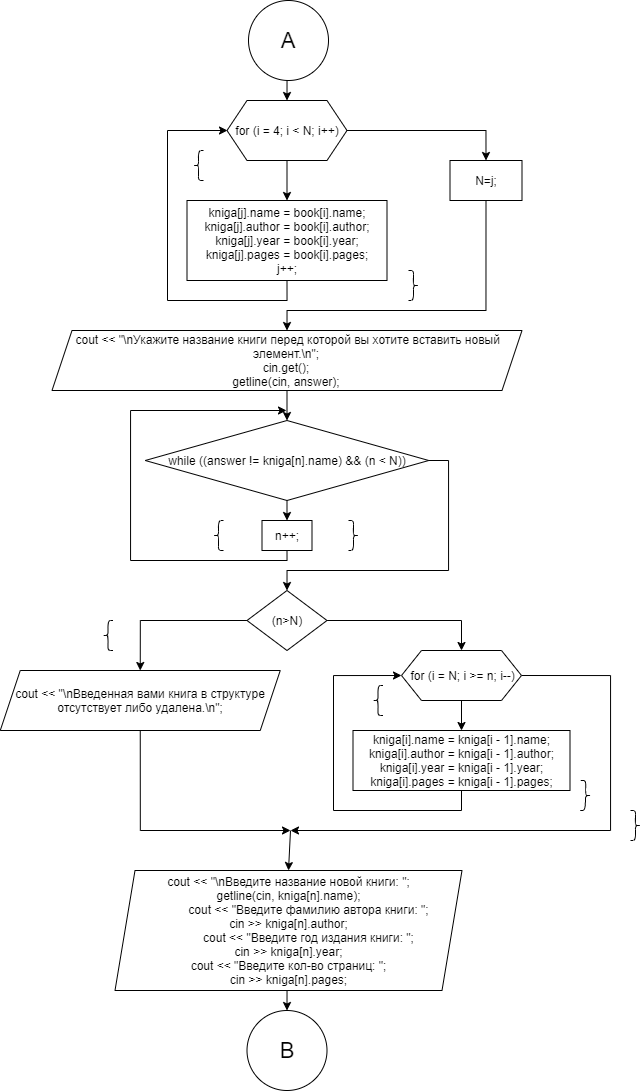 A
for (i = 4; i < N; i++)
{
N=j;
kniga[j].name = book[i].name;
kniga[j].author = book[i].author;
kniga[j].year = book[i].year;
kniga[j].pages = book[i].pages;
j++;
}
cout << "\nУкажите название книги перед которой вы хотите вставить новый
элемент.\n";
cin.get();
getline(cin, answer);
while ((answer != kniga[n].name) && (n < N))
{
n++;
}
(n>N)
{
for (i = N; i >= n; i--)
cout << "\nВведенная вами книга в структуре
отсутствует либо удалена.\n";
{
kniga[i].name = kniga[i - 1].name;
kniga[i].author = kniga[i - 1].author;
kniga[i].year = kniga[i - 1].year;
kniga[i].pages = kniga[i - 1].pages;
}
}
cout << "\nВведите название новой книги: ";
getline(cin, kniga[n].name);
cout << "Введите фамилию автора книги: ";
cin >> kniga[n].author;
cout << "Введите год издания книги: ";
cin >> kniga[n].year;
cout << "Введите кол-во страниц: ";
cin >> kniga[n].pages;
B